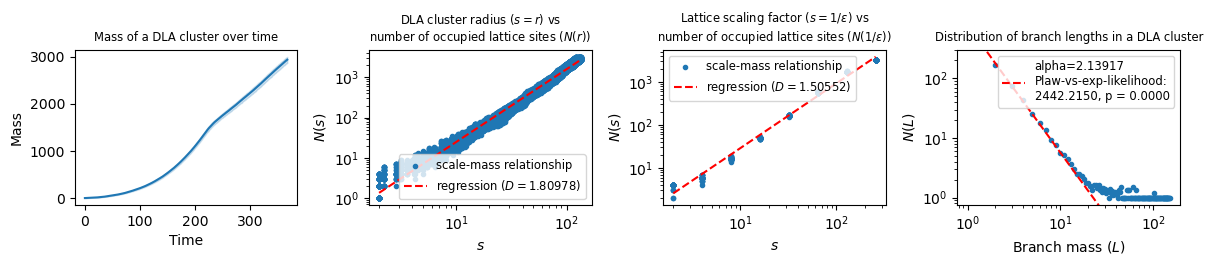 Mass of a DLA cluster over time
3000
2000
1000
0
Mass
0 100 200 300
Time
DLA cluster radius (s = r) vs
number of occupied lattice sites (N(r))
10³
10²
10¹
10⁰
N(s)
scale-mass relationship
regression (D = 1.80978)
10¹ 10²
s
Lattice scaling factor (s = 1/ε) vs
number of occupied lattice sites (N(1/ε))
scale-mass relationship
regression (D = 1.50552)
10³
10²
10¹
N(s)
10¹ 10²
s
Distribution of branch lengths in a DLA cluster
alpha=2.13917
Plaw-vs-exp-likelihood:
2442.2150, p = 0.0000
10²
10¹
10⁰
N(L)
10⁰ 10¹ 10²
Branch mass (L)